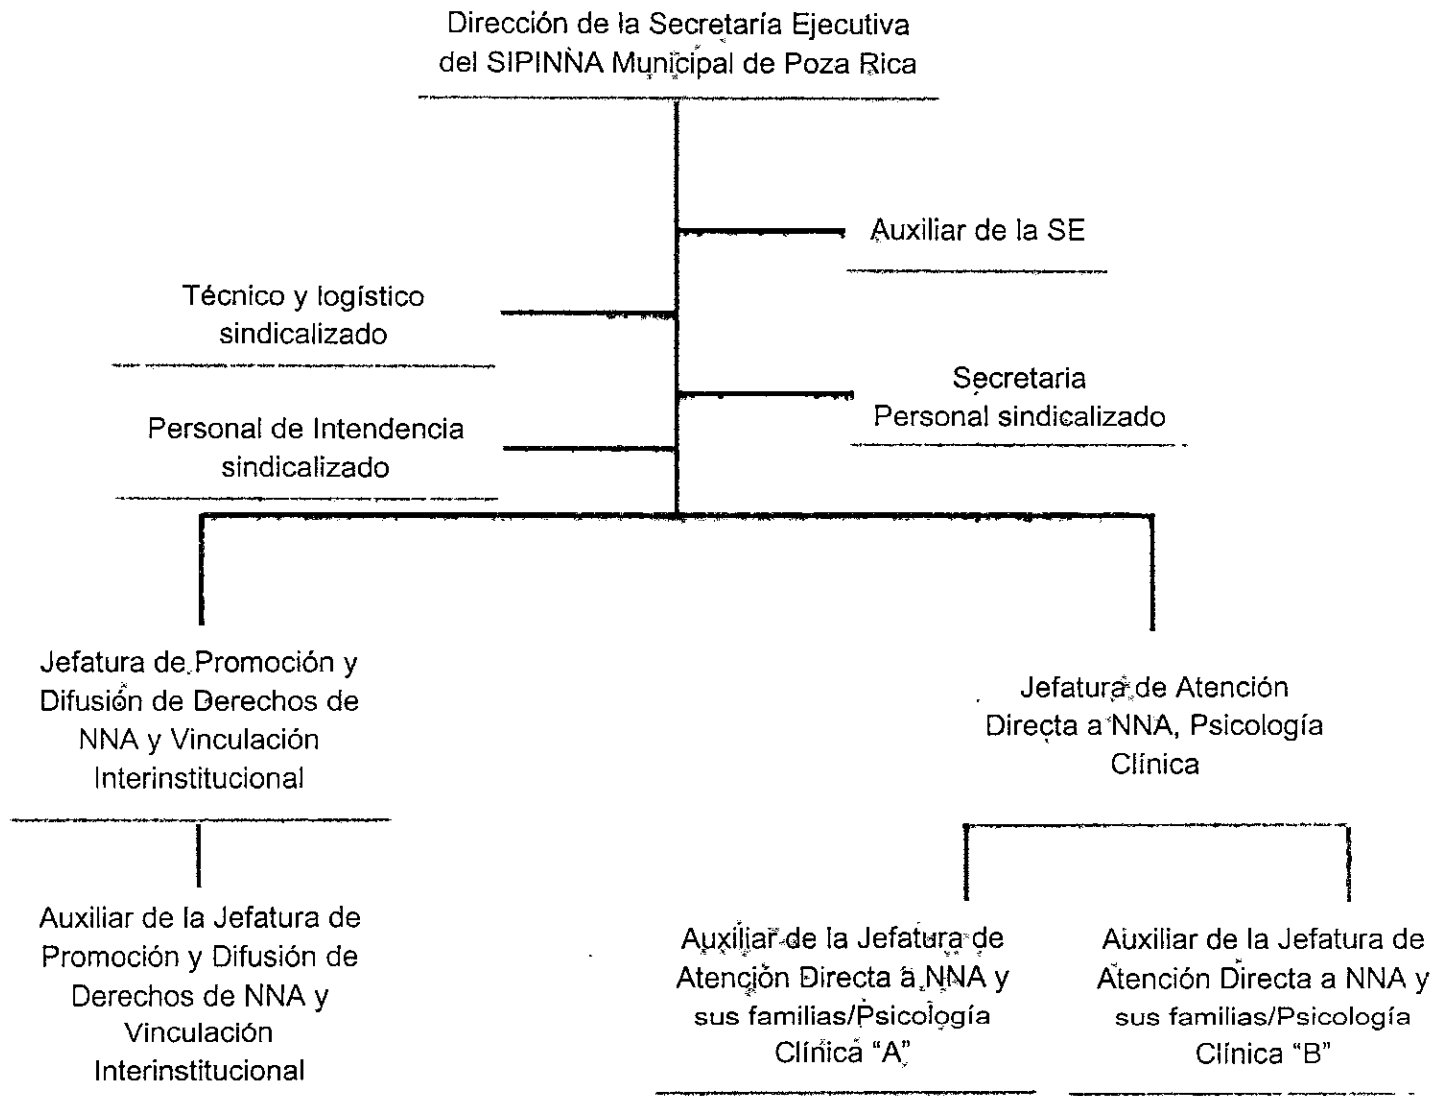 Dirección de la Secretaría Ejecutiva
del SIPINNA Municipal de Poza Rica
Auxiliar de la SE
Técnico y logístico
sindicalizado
Secretaria
Personal sindicalizado
Personal de Intendencia
sindicalizado
Jefatura de Promoción y
Difusión de Derechos de
NNA y Vinculación
Interinstitucional
Jefatura de Atención
Directa a NNA, Psicología
Clínica
Auxiliar de la Jefatura de
Promoción y Difusión de
Derechos de NNA y
Vinculación
Interinstitucional
Auxiliar de la Jefatura de
Atención Directa a NNA y
sus familias/Psicología
Clínica "A"
Auxiliar de la Jefatura de
Atención Directa a NNA y
sus familias/Psicología
Clínica "B"